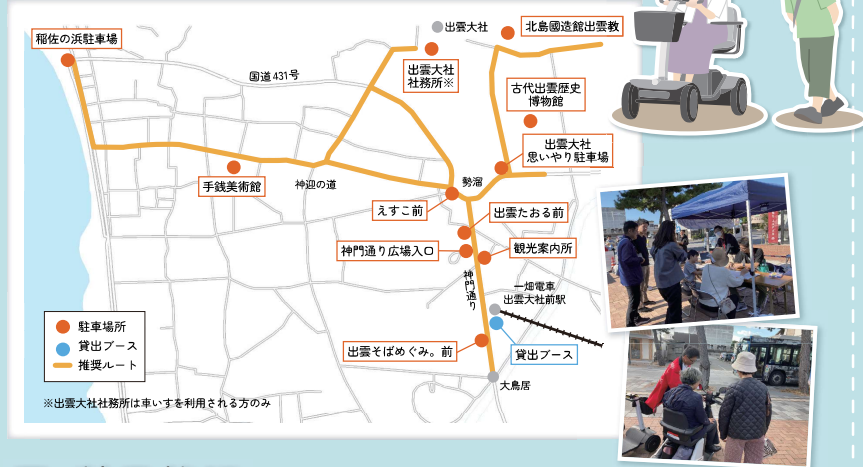 出雲大社
北島國造館出雲教
稲佐の浜駐車場
国道431号
出雲大社
社務所※
古代出雲歴史
博物館
出雲大社
思いやり駐車場
手銭美術館
神迎の道
勢溜
えすこ前
出雲たおる前
神門通り広場入口
観光案内所
神門通り
一畑電車
出雲大社前駅
駐車場所
貸出ブース
推奨ルート
出雲そばめぐみ。前
貸出ブース
大鳥居
※出雲大社社務所は車いすを利用される方のみ